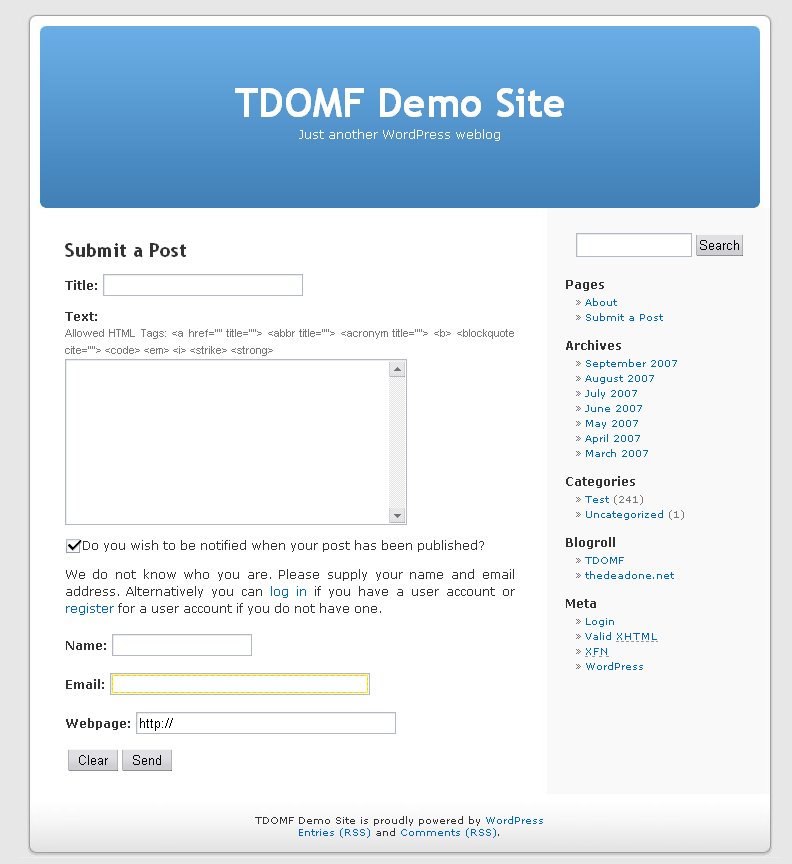 TDOMF Demo Site
Just another WordPress weblog
Submit a Post
Title:
Text:
Allowed HTML Tags: <a href="" title=""> <abbr title=""> <acronym title=""> <b> <blockquote
cite=""> <code> <em> <i> <strike> <strong>
Do you wish to be notified when your post has been published?
We do not know who you are. Please supply your name and email
address. Alternatively you can log in if you have a user account or
register for a user account if you do not have one.
Name:
Email:
Webpage: http://
Clear Send
Search
Pages
» About
» Submit a Post
Archives
» September 2007
» August 2007
» July 2007
» June 2007
» May 2007
» April 2007
» March 2007
Categories
» Test (241)
» Uncategorized (1)
Blogroll
» TDOMF
» thedeadone.net
Meta
» Login
» Valid XHTML
» XFN
» WordPress
TDOMF Demo Site is proudly powered by WordPress
Entries (RSS) and Comments (RSS).